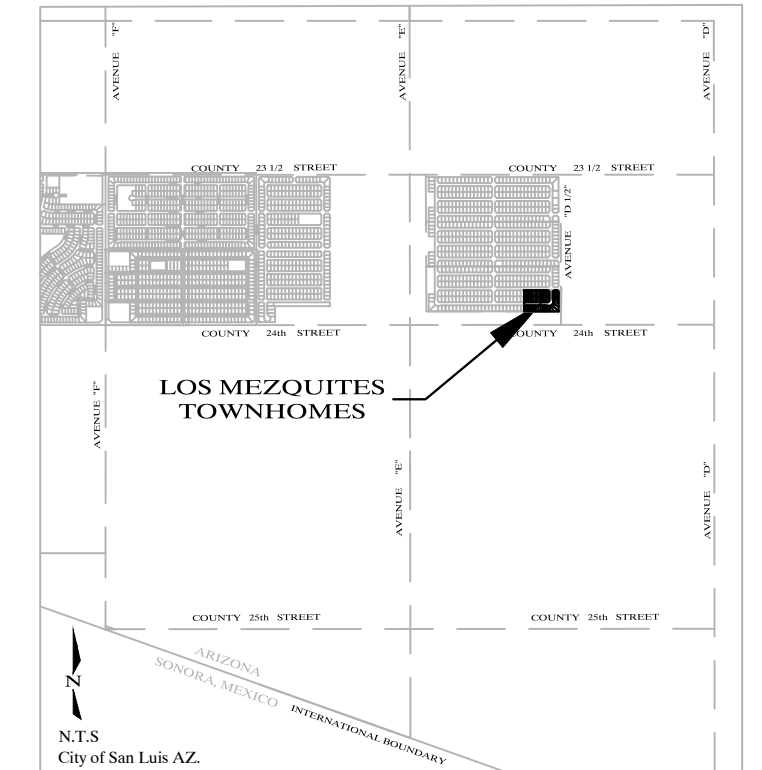 AVENUE "F"
AVENUE "E"
AVENUE "D"
COUNTY 23 1/2 STREET
COUNTY 23 1/2 STREET
AVENUE "D 1/2"
COUNTY 24th STREET
COUNTY 24th STREET
LOS MEZQUITES
TOWNHOMES
AVENUE "F"
AVENUE "E"
AVENUE "D"
COUNTY 25th STREET
COUNTY 25th STREET
ARIZONA
SONORA, MEXICO
INTERNATIONAL BOUNDARY
N
N.T.S
City of San Luis AZ.